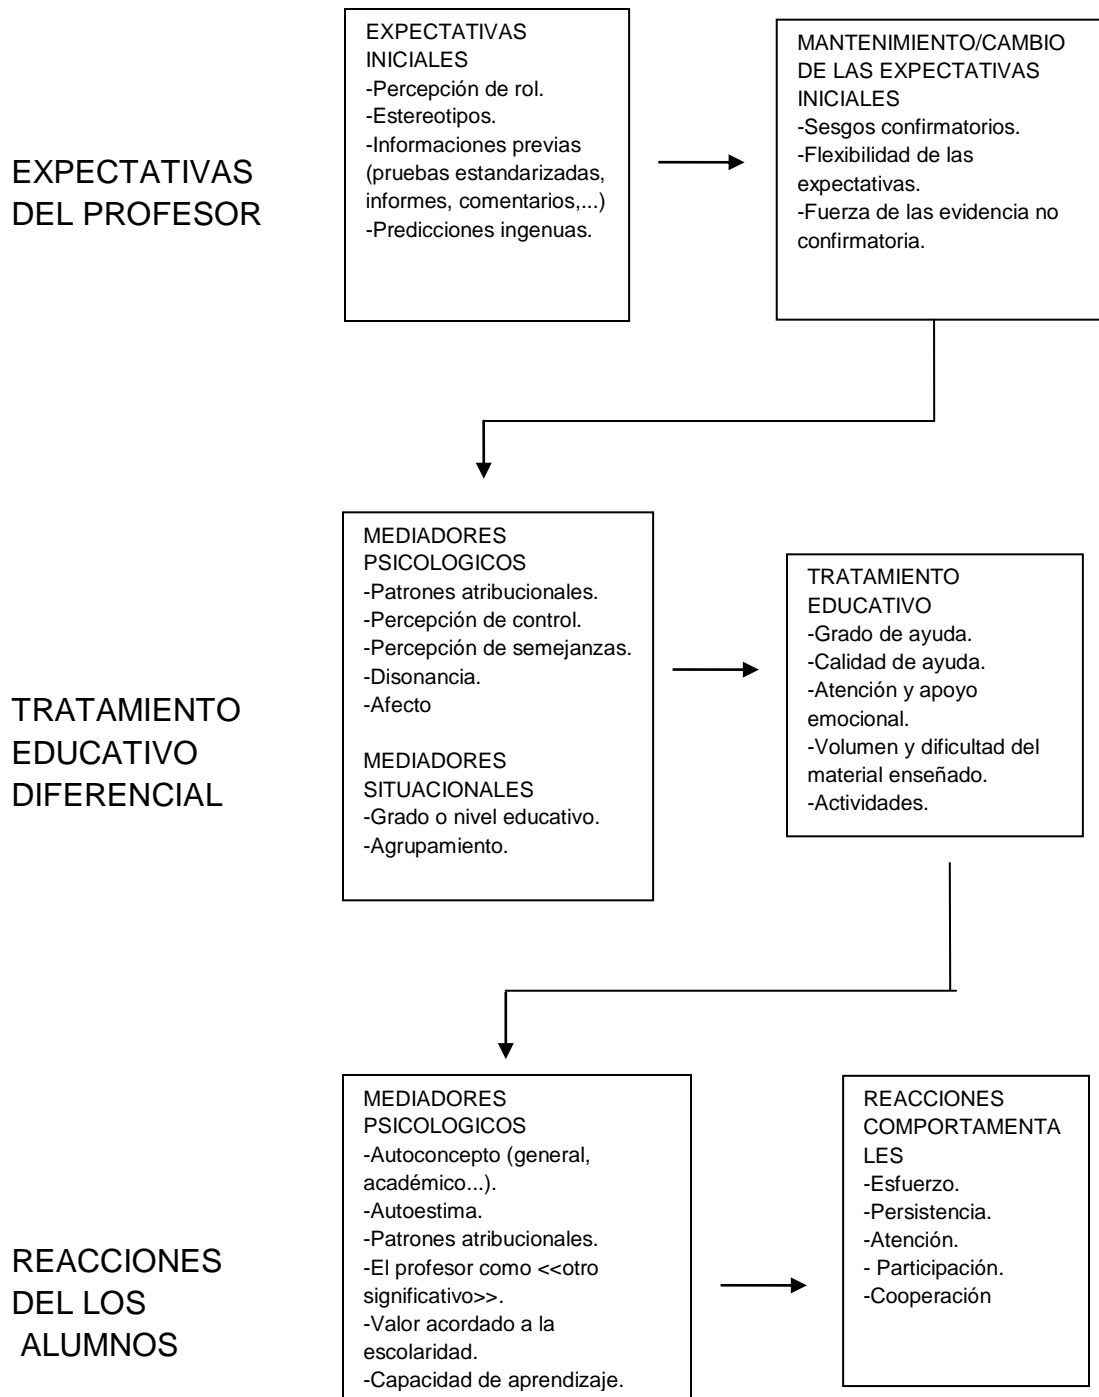 EXPECTATIVAS
DEL PROFESOR
EXPECTATIVAS
INICIALES
-Percepción de rol.
-Estereotipos.
-Informaciones previas
(pruebas estandarizadas,
informes, comentarios,...)
-Predicciones ingenuas.
MANTENIMIENTO/CAMBIO
DE LAS EXPECTATIVAS
INICIALES
-Sesgos confirmatorios.
-Flexibilidad de las
expectativas.
-Fuerza de las evidencia no
confirmatoria.
TRATAMIENTO
EDUCATIVO
DIFERENCIAL
MEDIADORES
PSICOLOGICOS
-Patrones atribucionales.
-Percepción de control.
-Percepción de semejanzas.
-Disonancia.
-Afecto
MEDIADORES
SITUACIONALES
-Grado o nivel educativo.
-Agrupamiento.
TRATAMIENTO
EDUCATIVO
-Grado de ayuda.
-Calidad de ayuda.
-Atención y apoyo
emocional.
-Volumen y dificultad del
material enseñado.
-Actividades.
REACCIONES
DEL LOS
ALUMNOS
MEDIADORES
PSICOLOGICOS
-Autoconcepto (general,
académico...).
-Autoestima.
-Patrones atribucionales.
-El profesor como <<otro
significativo>>.
-Valor acordado a la
escolaridad.
-Capacidad de aprendizaje.
REACCIONES
COMPORTAMENTA
LES
-Esfuerzo.
-Persistencia.
-Atención.
- Participación.
-Cooperación